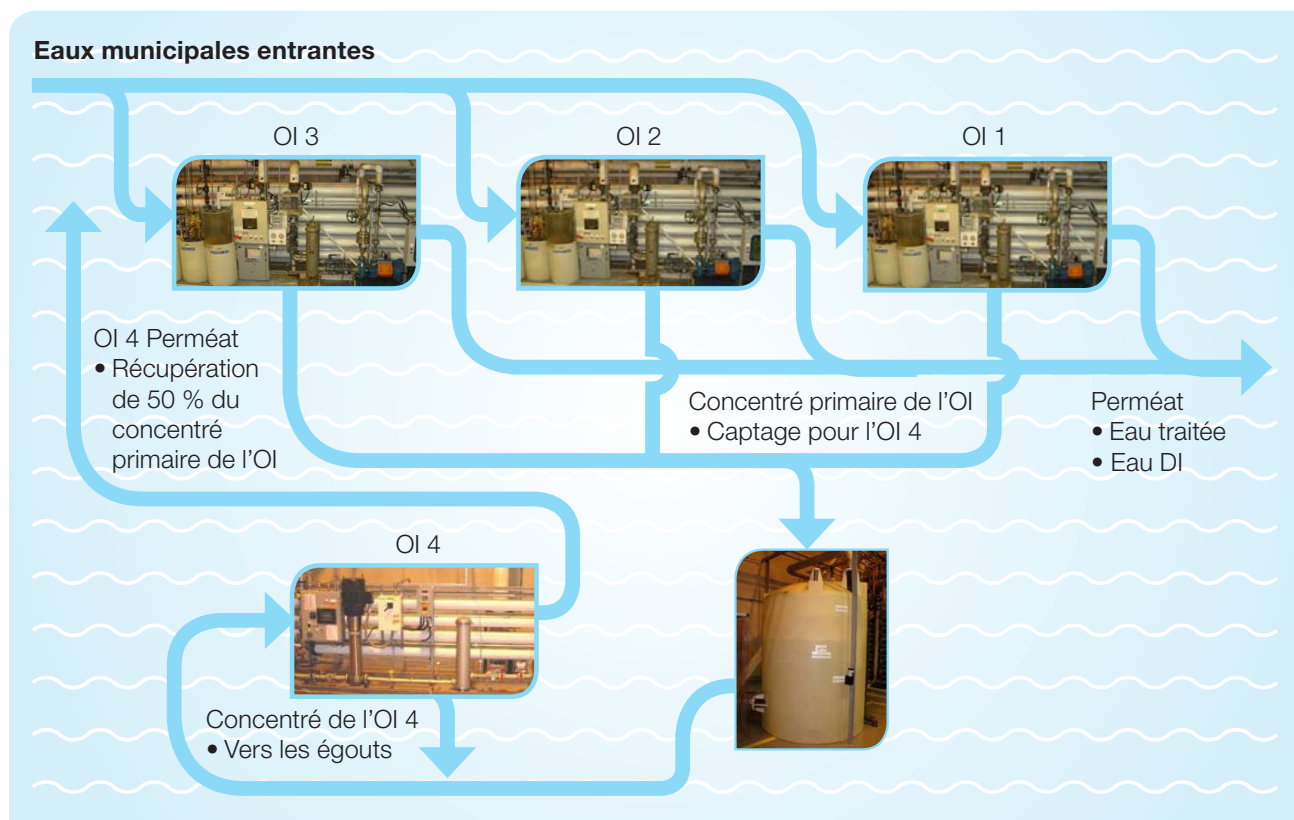 Eaux municipales entrantes
OI 3
OI 2
OI 1
OI 4 Perméat
• Récupération
de 50 % du
concentré
primaire de l’OI
Concentré primaire de l’OI
• Captage pour l’OI 4
Perméat
• Eau traitée
• Eau DI
OI 4
Concentré de l’OI 4
• Vers les égouts